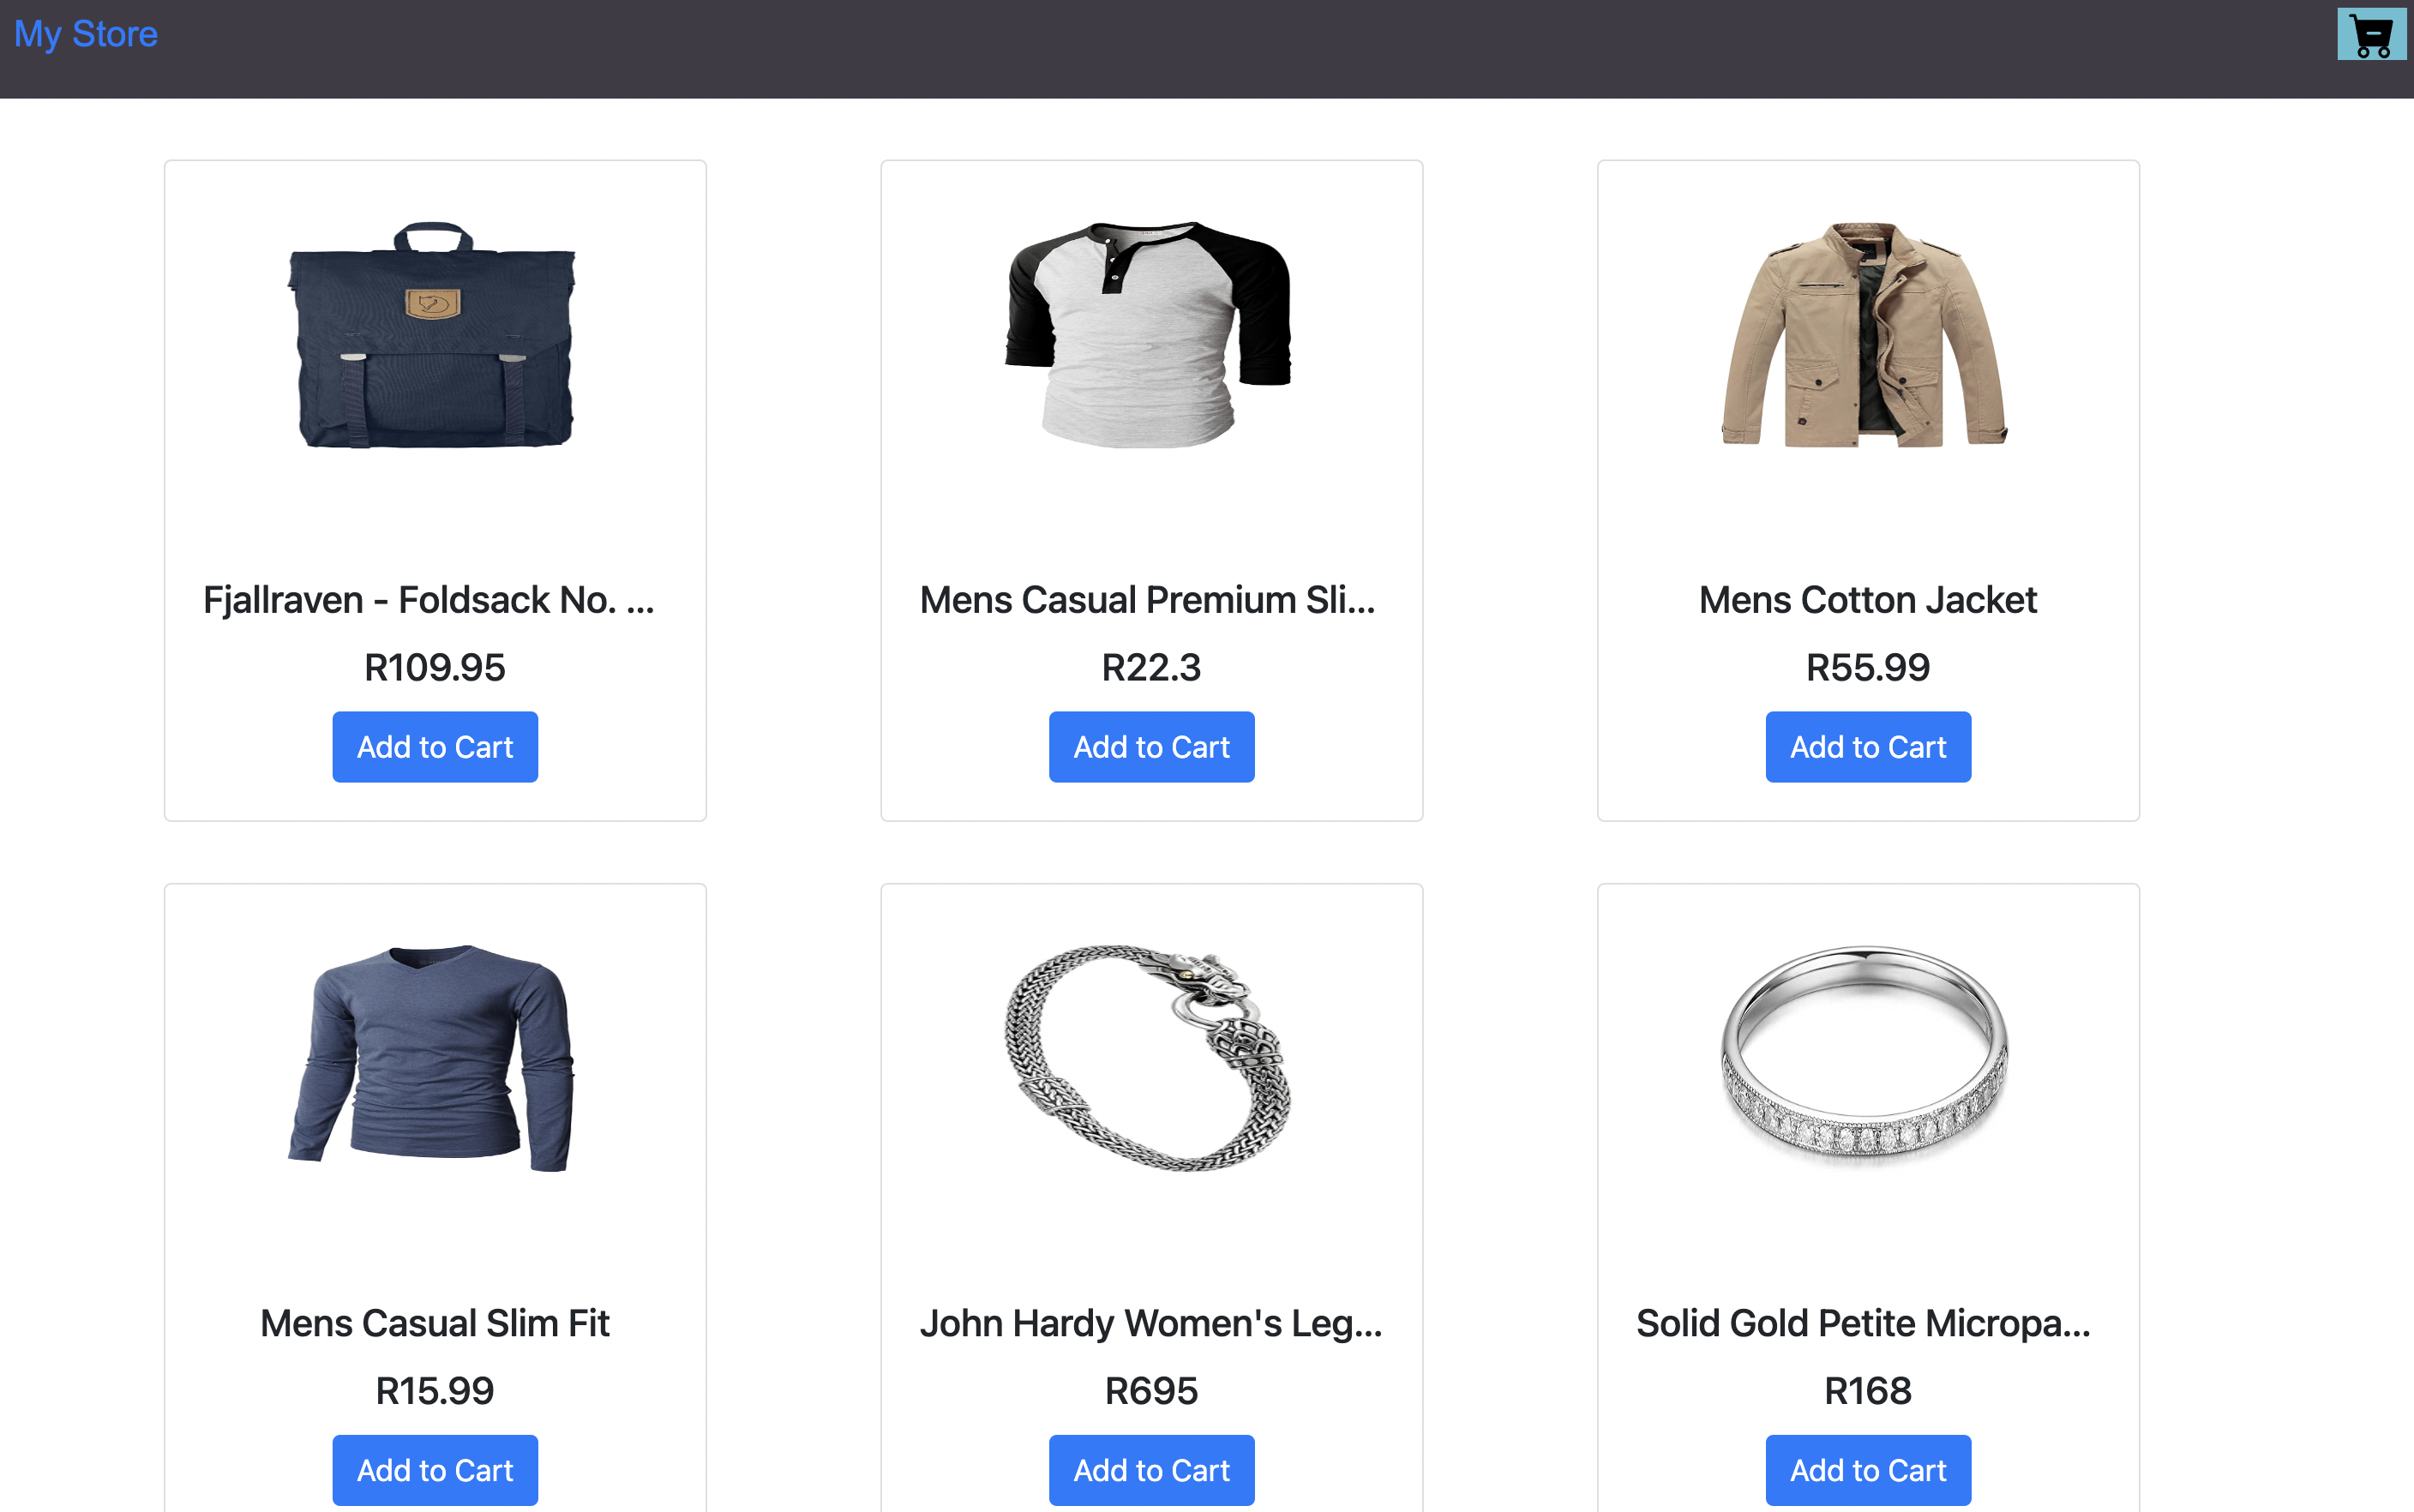 My Store
Fjallraven - Foldsack No. ...
R109.95
Add to Cart
Mens Casual Premium Sli...
R22.3
Add to Cart
Mens Cotton Jacket
R55.99
Add to Cart
Mens Casual Slim Fit
R15.99
Add to Cart
John Hardy Women's Leg...
R695
Add to Cart
Solid Gold Petite Micropa...
R168
Add to Cart